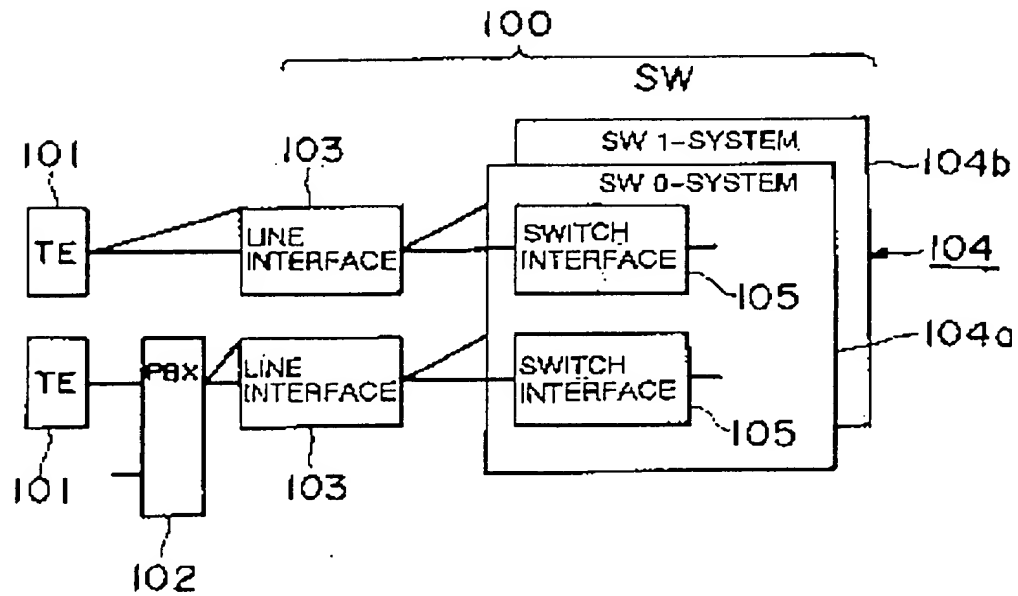 100
SW
SW 1-SYSTEM
SW 0-SYSTEM
101
103
104b
TE
LINE
INTERFACE
SWITCH
INTERFACE
104
105
104a
TE
PBX
LINE
INTERFACE
SWITCH
INTERFACE
105
101
103
102